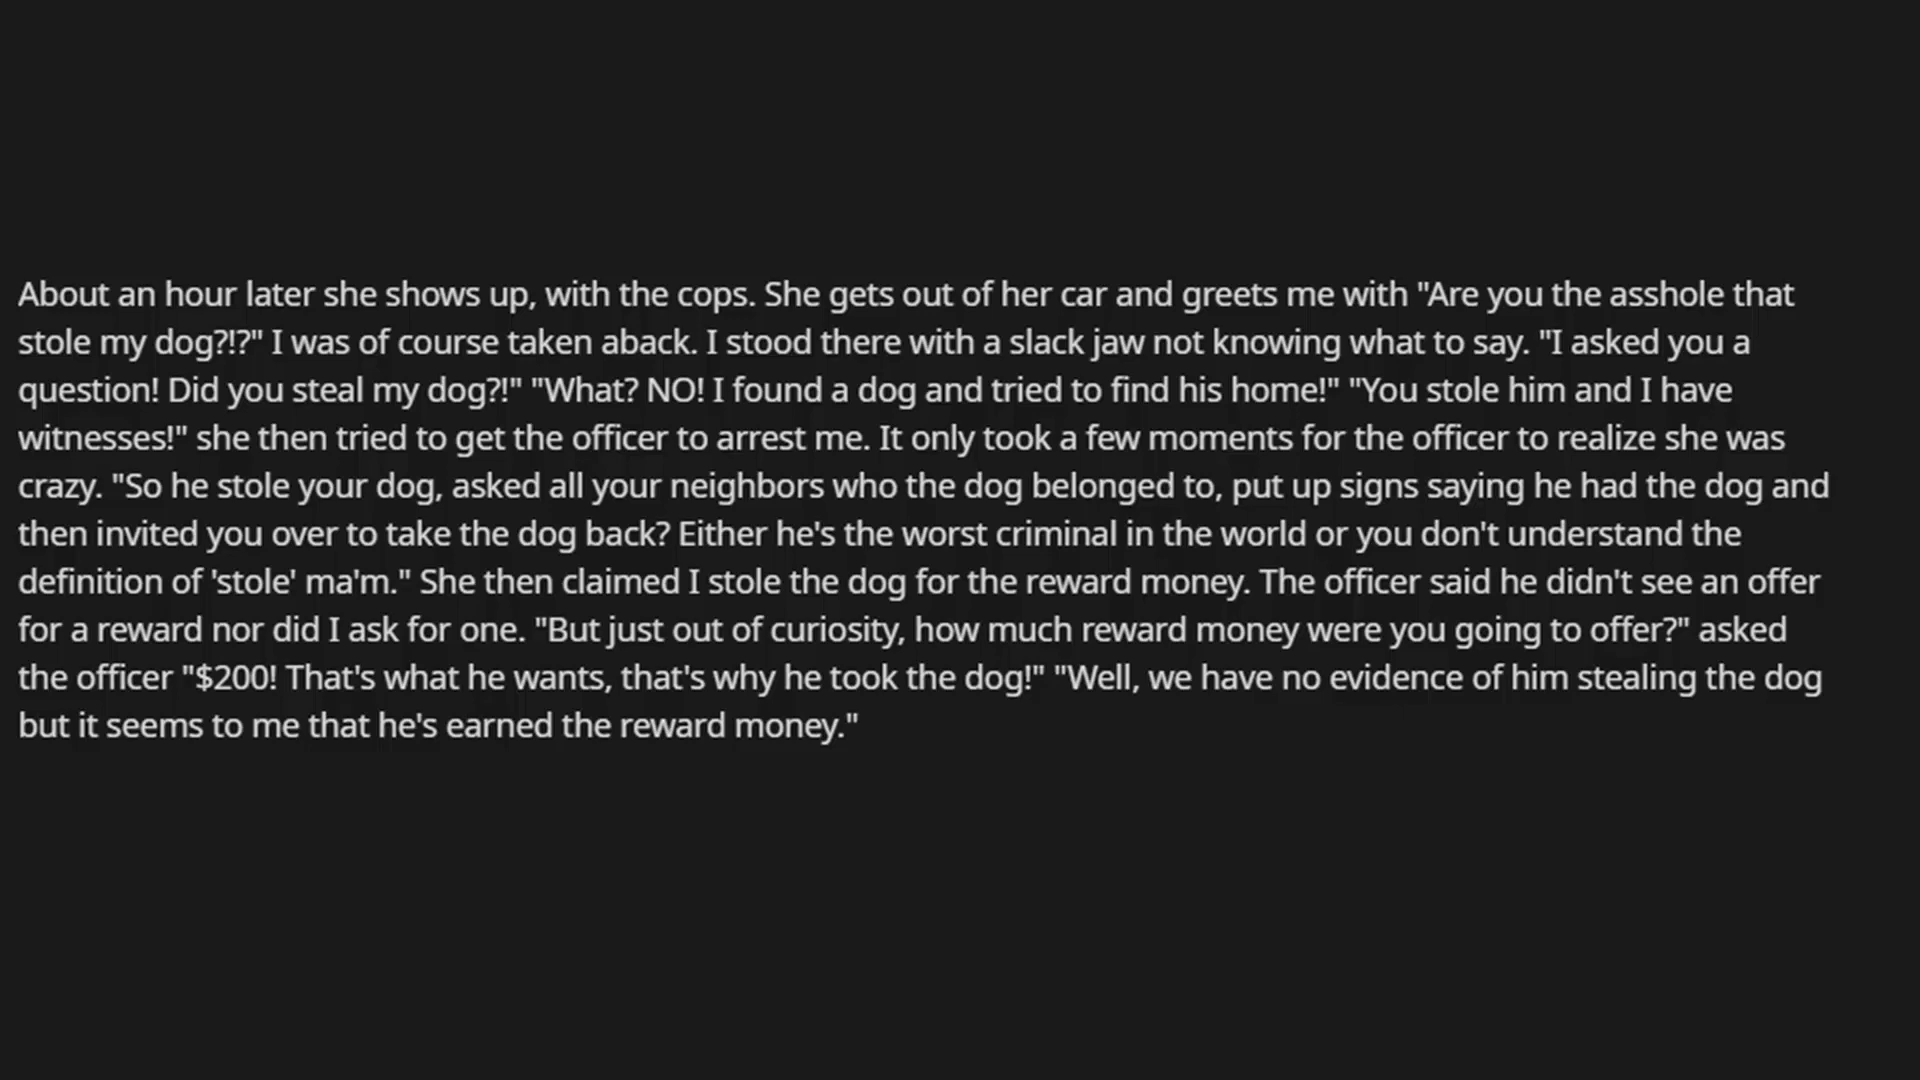 About an hour later she shows up, with the cops. She gets out of her car and greets me with "Are you the asshole that
stole my dog?!?" I was of course taken aback. I stood there with a slack jaw not knowing what to say. "I asked you a
question! Did you steal my dog?!" "What? NO! I found a dog and tried to find his home!" "You stole him and I have
witnesses!" she then tried to get the officer to arrest me. It only took a few moments for the officer to realize she was
crazy. "So he stole your dog, asked all your neighbors who the dog belonged to, put up signs saying he had the dog and
then invited you over to take the dog back? Either he's the worst criminal in the world or you don't understand the
definition of 'stole' ma'm." She then claimed I stole the dog for the reward money. The officer said he didn't see an offer
for a reward nor did I ask for one. "But just out of curiosity, how much reward money were you going to offer?" asked
the officer "$200! That's what he wants, that's why he took the dog!" "Well, we have no evidence of him stealing the dog
but it seems to me that he's earned the reward money."